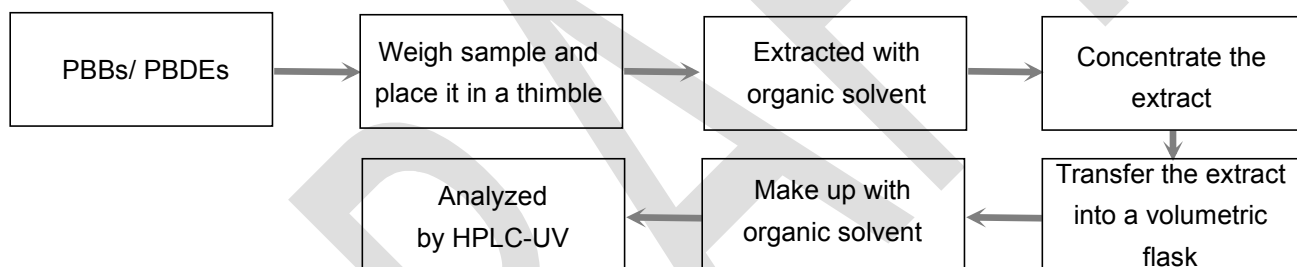 PBBs/ PBDEs
Weigh sample and
place it in a thimble
Extracted with
organic solvent
Concentrate the
extract
Transfer the extract
into a volumetric
flask
Make up with
organic solvent
Analyzed
by HPLC-UV